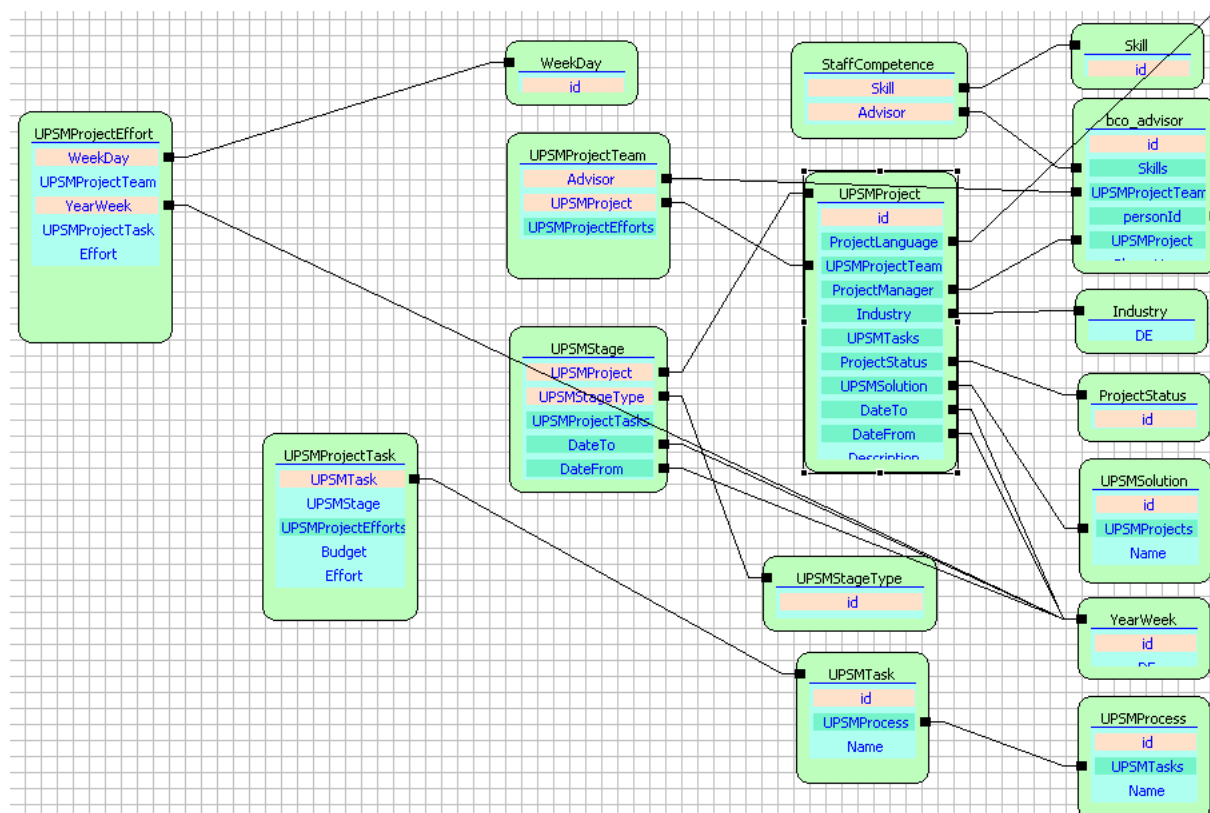 UPSMProjectEffort
WeekDay
UPSMProjectTeam
YearWeek
UPSMProjectTask
Effort
UPSMProjectTask
UPSMTask
UPSMStage
UPSMProjectEfforts
Budget
Effort
WeekDay
id
UPSMProjectTeam
Advisor
UPSMProject
UPSMProjectEfforts
UPSMStage
UPSMProject
UPSMStageType
UPSMProjectTasks
DateTo
DateFrom
StaffCompetence
Skill
Advisor
UPSMProject
id
ProjectLanguage
UPSMProjectTeam
ProjectManager
Industry
UPSMTasks
ProjectStatus
UPSMSolution
DateTo
DateFrom
Description
UPSMStageType
id
UPSMTask
id
UPSMProcess
Name
Skill
id
bco_advisor
id
Skills
UPSMProjectTeam
personId
UPSMProject
Industry
DE
ProjectStatus
id
UPSMSolution
id
UPSMProjects
Name
YearWeek
id
DE
UPSMProcess
id
UPSMTasks
Name